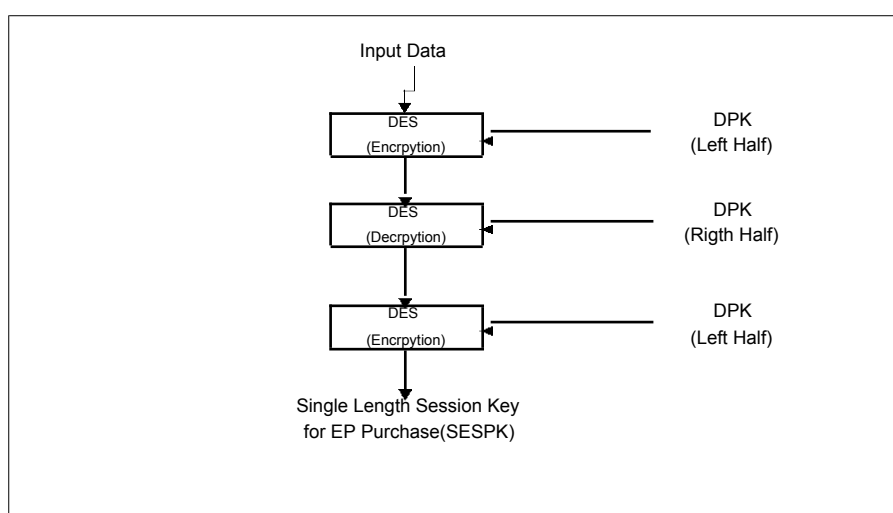 Input Data
DES
(Encrpytion)
DPK
(Left Half)
DES
(Decrpytion)
DPK
(Rigth Half)
DES
(Encrpytion)
DPK
(Left Half)
Single Length Session Key
for EP Purchase(SESPK)